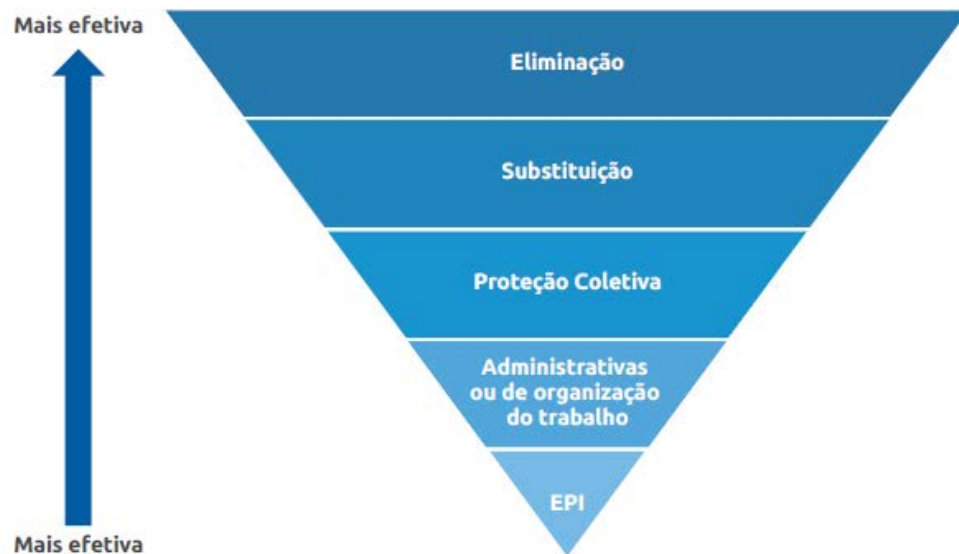 Mais efetiva
Eliminação
Substituição
Proteção Coletiva
Administrativas
ou de organização
do trabalho
EPI
Mais efetiva